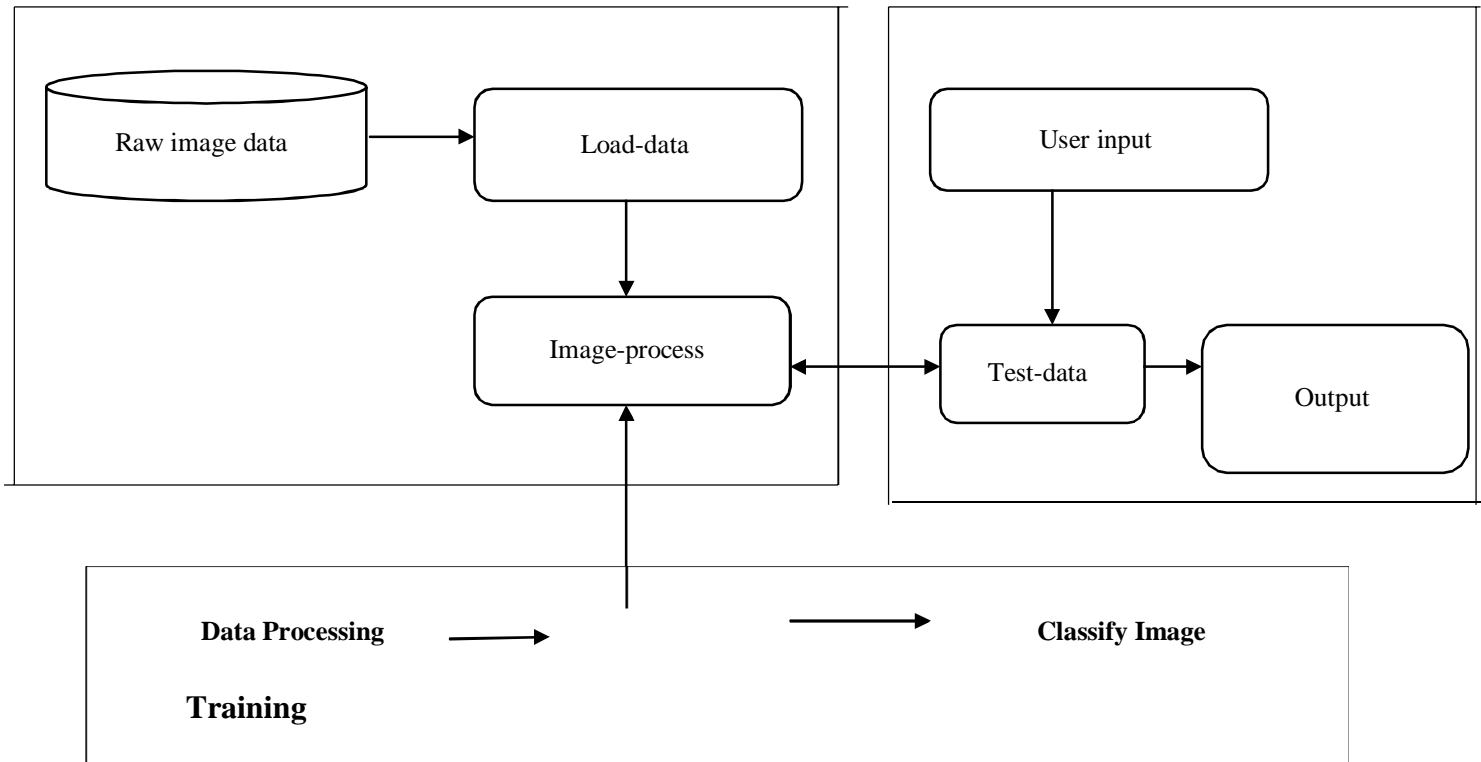 Raw image data
Load-data
User input
Image-process
Test-data
Output
Data Processing
Classify Image
Training